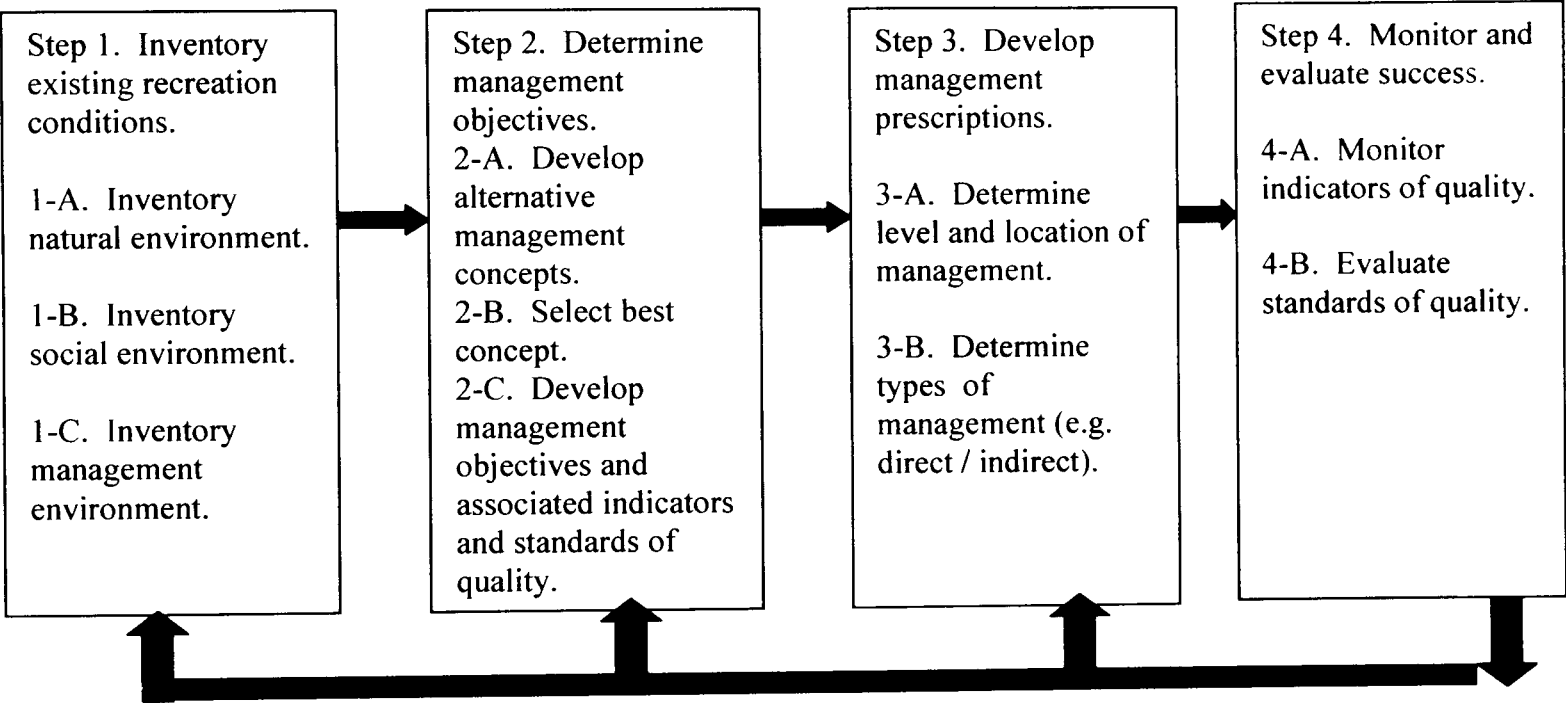 Step 1. Inventory
existing recreation
conditions.
1-A. Inventory
natural environment.
1-B. Inventory
social environment.
1-C. Inventory
management
environment.
Step 2. Determine
management
objectives.
2-A. Develop
alternative
management
concepts.
2-B. Select best
concept.
2-C. Develop
management
objectives and
associated indicators
and standards of
quality.
Step 3. Develop
management
prescriptions.
3-A. Determine
level and location of
management.
3-B. Determine
types of
management (e.g.
direct / indirect).
Step 4. Monitor and
evaluate success.
4-A. Monitor
indicators of quality.
4-B. Evaluate
standards of quality.